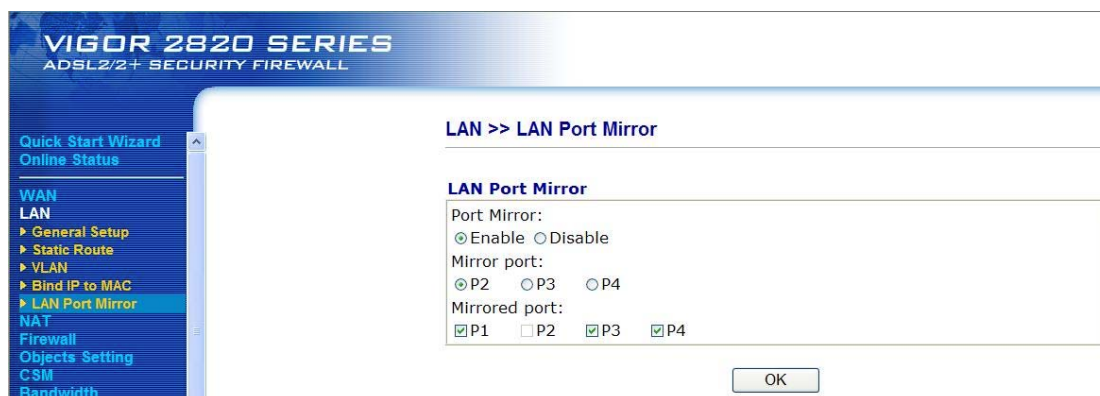 VIGOR 2820 SERIES
ADSL2/2+ SECURITY FIREWALL
Quick Start Wizard
Online Status
WAN
LAN
General Setup
Static Route
VLAN
Bind IP to MAC
LAN Port Mirror
NAT
Firewall
Objects Setting
CSM
Bandwidth
LAN >> LAN Port Mirror
LAN Port Mirror
Port Mirror:
Enable Disable
Mirror port:
P2 P3 P4
Mirrored port:
P1 P2 P3 P4
OK